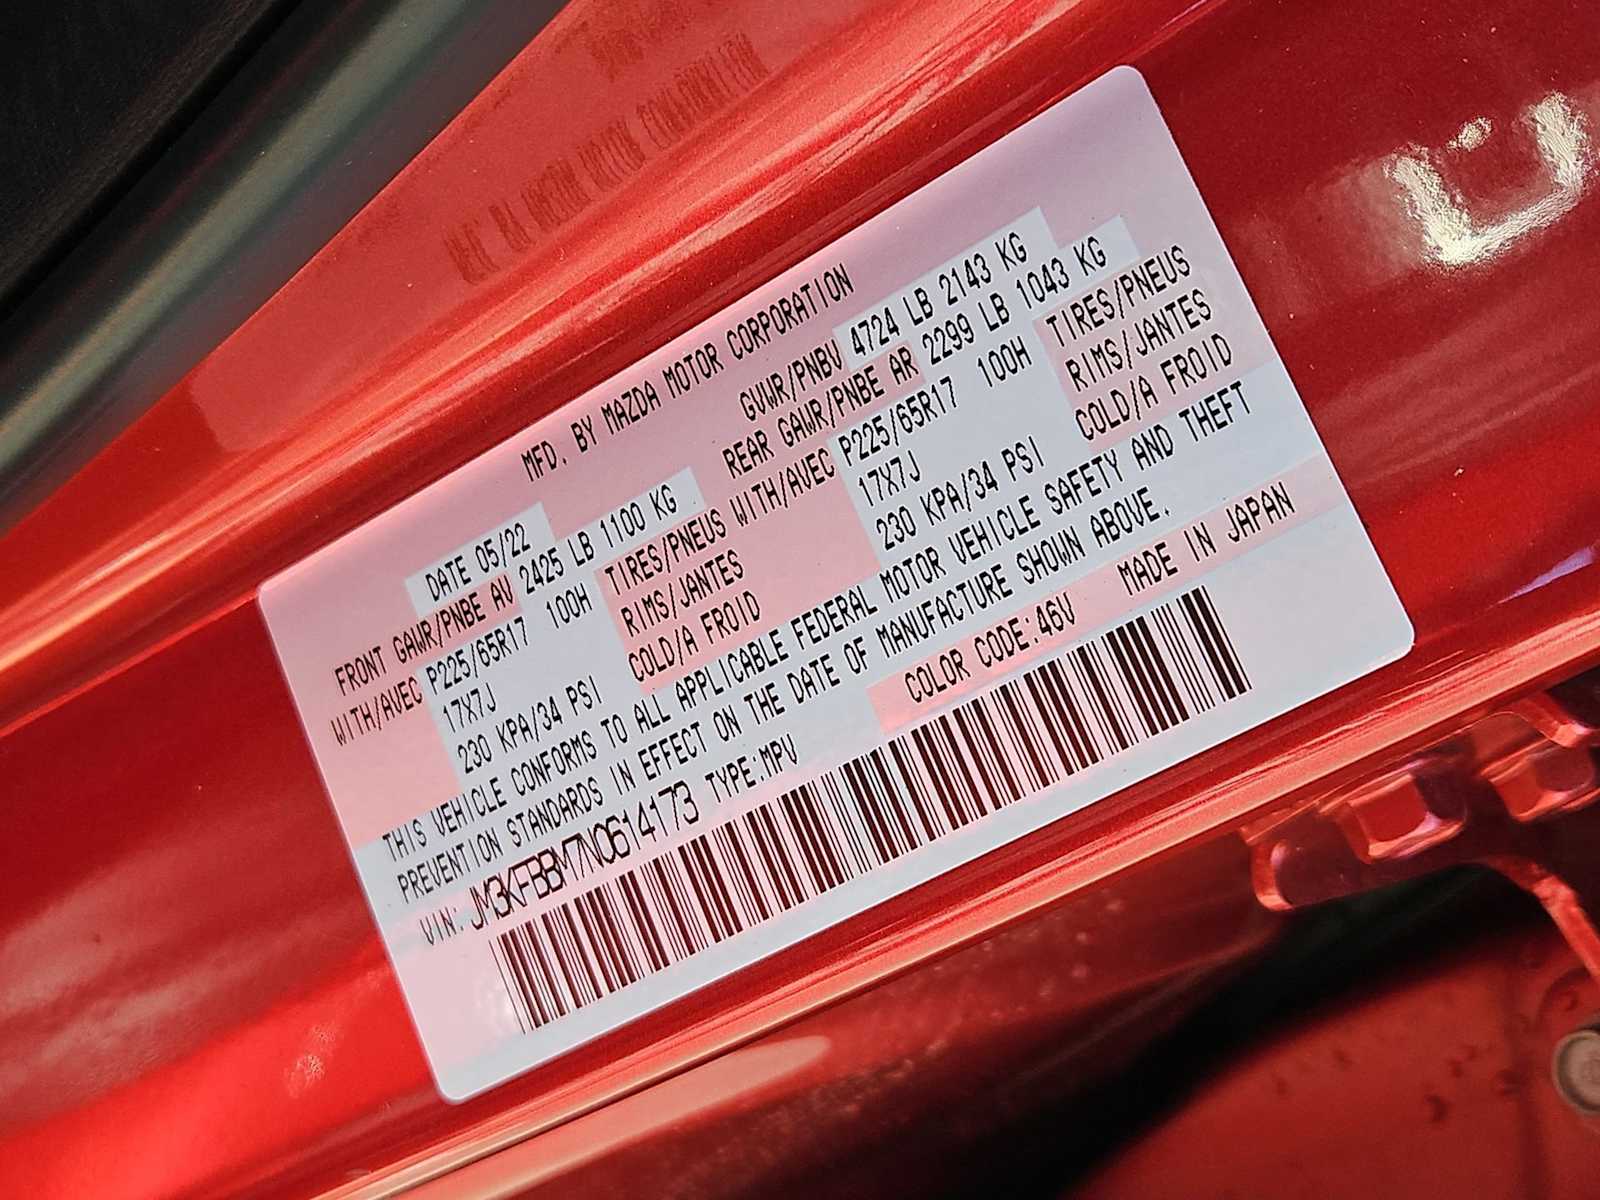 MFD. BY MAZDA MOTOR CORPORATION
DATE 05/22 GVWR/PNBV 4724 LB 2143 KG
FRONT GAWR/PNBE AV 2425 LB 1100 KG REAR GAWR/PNBE AR 2299 LB 1043 KG
WITH/AVEC P225/65R17 100H TIRES/PNEUS WITH/AVEC P225/65R17 100H TIRES/PNEUS
17X7J RIMS/JANTES 17X7J RIMS/JANTES
230 KPA/34 PSI COLD/A FROID 230 KPA/34 PSI COLD/A FROID
THIS VEHICLE CONFORMS TO ALL APPLICABLE FEDERAL MOTOR VEHICLE SAFETY AND THEFT
PREVENTION STANDARDS IN EFFECT ON THE DATE OF MANUFACTURE SHOWN ABOVE.
VIN: JM3KFBBM7N0614173 TYPE:MPV COLOR CODE:46V MADE IN JAPAN